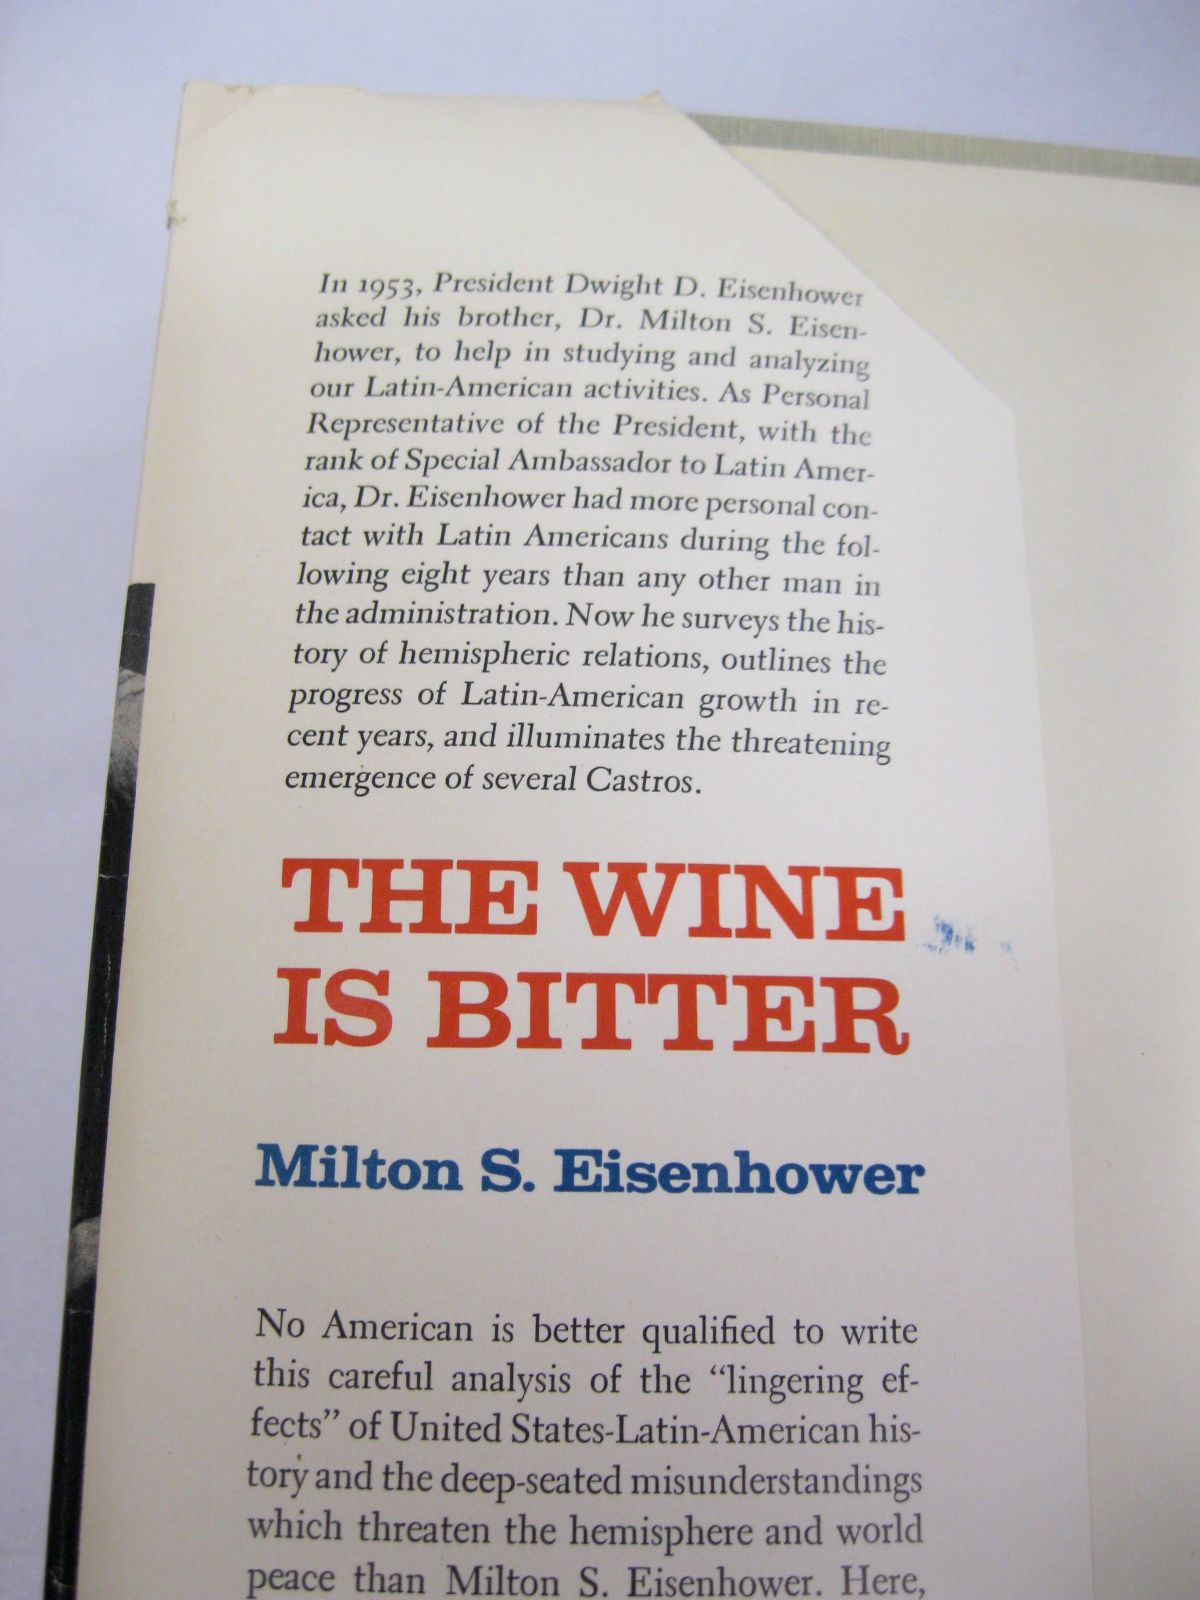 In 1953, President Dwight D. Eisenhower
asked his brother, Dr. Milton S. Eisen-
hower, to help in studying and analyzing
our Latin-American activities. As Personal
Representative of the President, with the
rank of Special Ambassador to Latin Amer-
ica, Dr. Eisenhower had more personal con-
tact with Latin Americans during the fol-
lowing eight years than any other man in
the administration. Now he surveys the his-
tory of hemispheric relations, outlines the
progress of Latin-American growth in re-
cent years, and illuminates the threatening
emergence of several Castros.
THE WINE
IS BITTER
Milton S. Eisenhower
No American is better qualified to write
this careful analysis of the “lingering ef-
fects” of United States-Latin-American his-
tory and the deep-seated misunderstandings
which threaten the hemisphere and world
peace than Milton S. Eisenhower. Here,